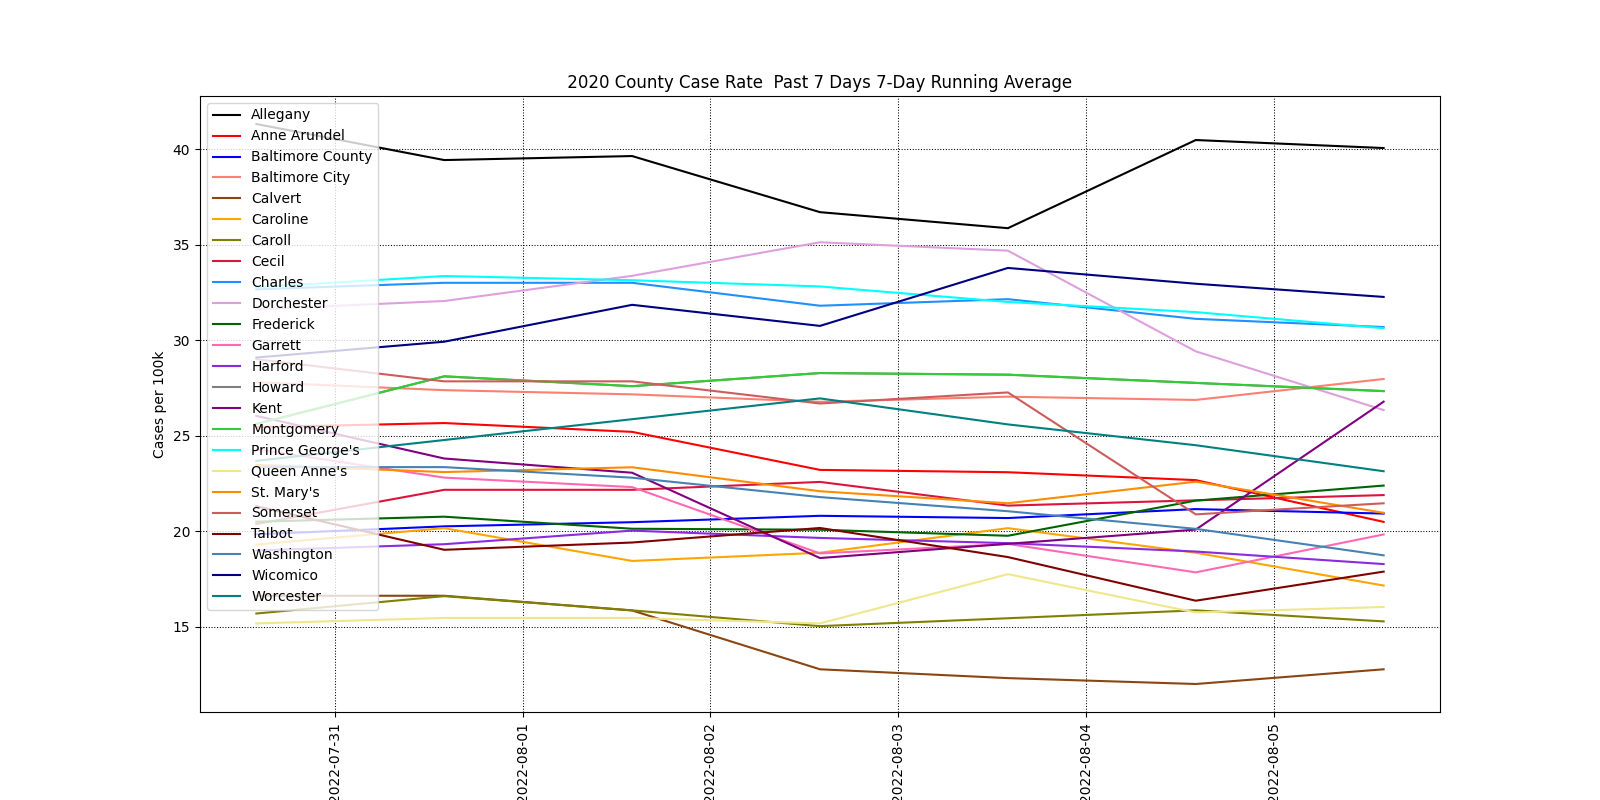 2020 County Case Rate  Past 7 Days 7-Day Running Average
Cases per 100k
40
35
30
25
20
15
Allegany
Anne Arundel
Baltimore County
Baltimore City
Calvert
Caroline
Caroll
Cecil
Charles
Dorchester
Frederick
Garrett
Harford
Howard
Kent
Montgomery
Prince George's
Queen Anne's
St. Mary's
Somerset
Talbot
Washington
Wicomico
Worcester
2022-07-31
2022-08-01
2022-08-02
2022-08-03
2022-08-04
2022-08-05